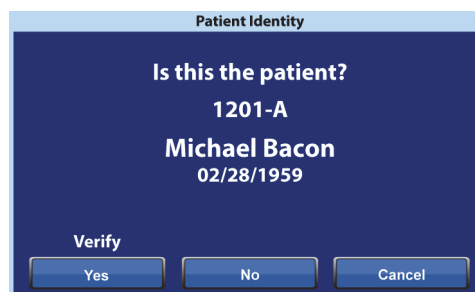 Patient Identity
Is this the patient?
1201-A
Michael Bacon
02/28/1959
Verify
Yes No Cancel